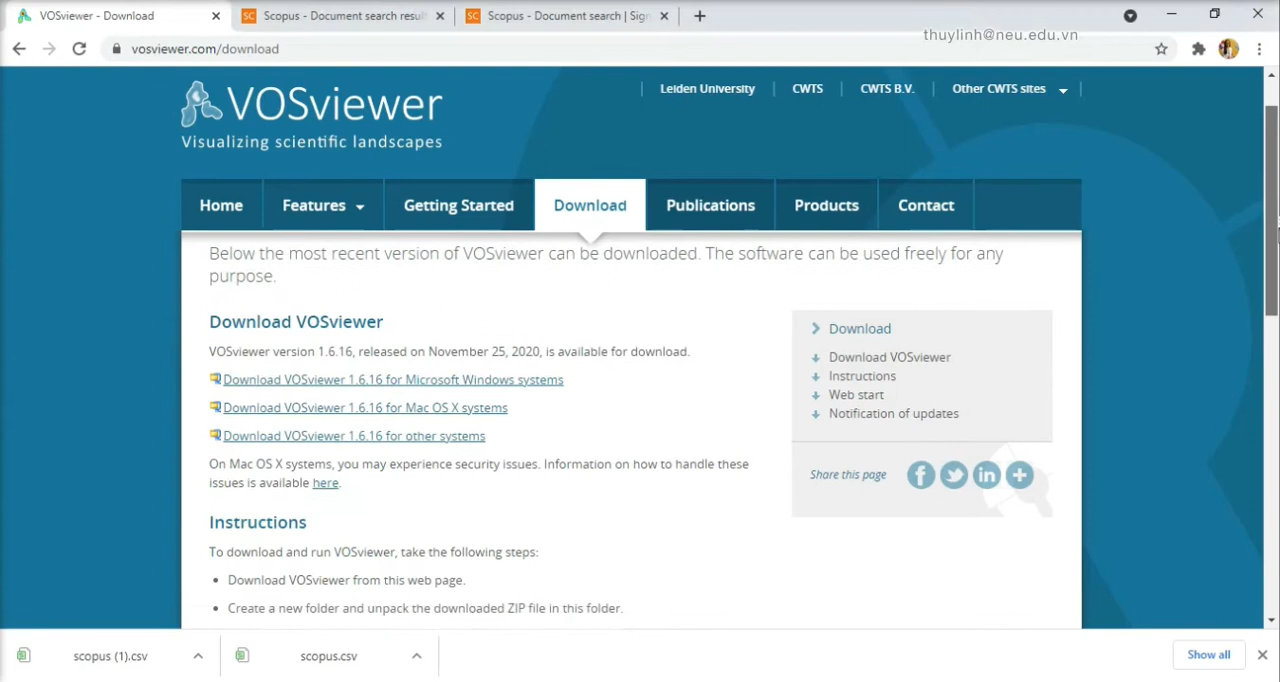 VOSviewer - Download
Scopus - Document search resul
Scopus - Document search | Sign
vosviewer.com/download
thuylinh@neu.edu.vn
Leiden University
CWTS
CWTS B.V.
Other CWTS sites
VOSviewer
Visualizing scientific landscapes
Home
Features
Getting Started
Download
Publications
Products
Contact
Below the most recent version of VOSviewer can be downloaded. The software can be used freely for any
purpose.
Download VOSviewer
VOSviewer version 1.6.16, released on November 25, 2020, is available for download.
Download VOSviewer 1.6.16 for Microsoft Windows systems
Download VOSviewer 1.6.16 for Mac OS X systems
Download VOSviewer 1.6.16 for other systems
On Mac OS X systems, you may experience security issues. Information on how to handle these
issues is available here.
Instructions
To download and run VOSviewer, take the following steps:
• Download VOSviewer from this web page.
• Create a new folder and unpack the downloaded ZIP file in this folder.
Download
Download VOSviewer
Instructions
Web start
Notification of updates
Share this page
scopus (1).csv
scopus.csv
Show all